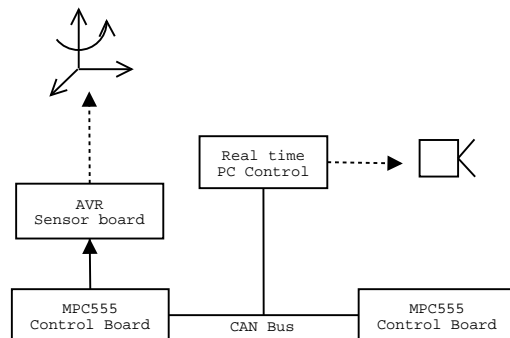 Real time
PC Control
AVR
Sensor board
MPC555
Control Board
CAN Bus
MPC555
Control Board